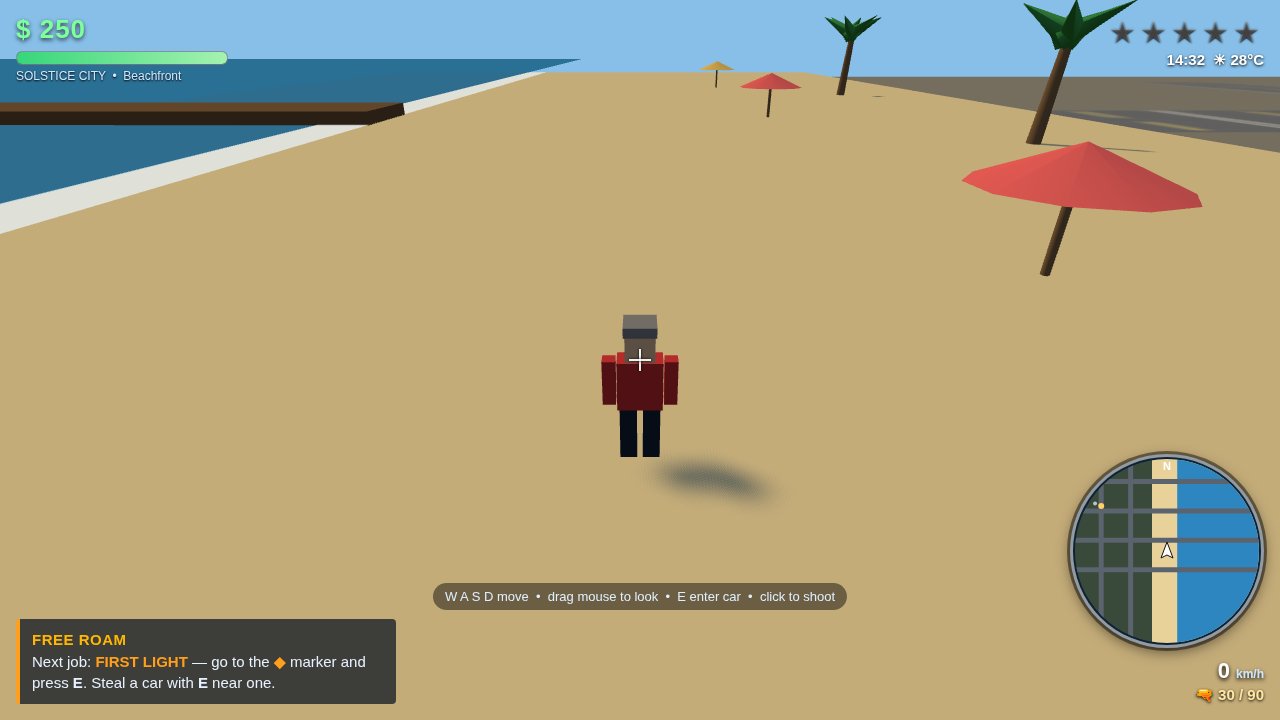 $ 250
SOLSTICE CITY • Beachfront
★ ★ ★ ★ ★
14:32 ☀ 28°C
N
W A S D move • drag mouse to look • E enter car • click to shoot
FREE ROAM
Next job: FIRST LIGHT — go to the ◆ marker and
press E. Steal a car with E near one.
0 km/h
30 / 90